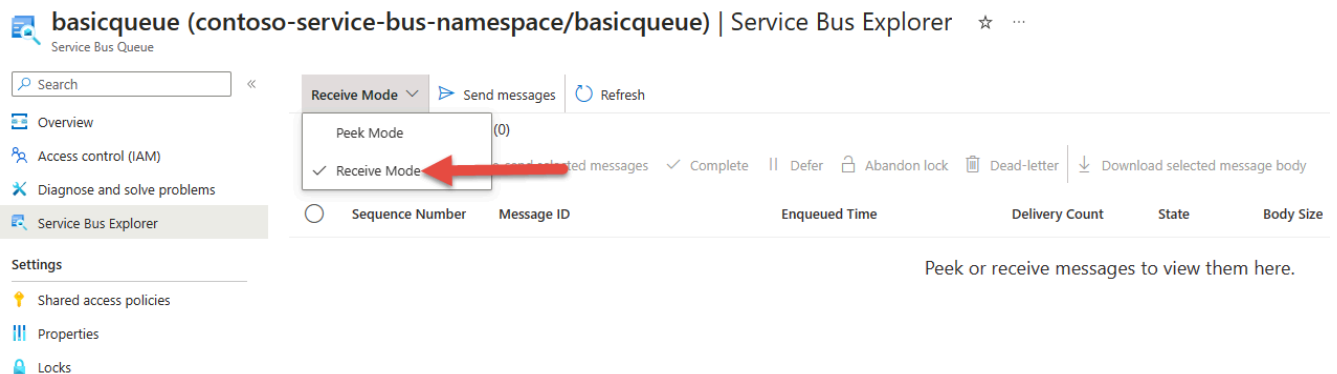 basicqueue (contoso-service-bus-namespace/basicqueue) | Service Bus Explorer ☆ ...
Service Bus Queue
Search «
Receive Mode Send messages Refresh
Overview
Peek Mode (0)
Access control (IAM)
Receive Mode selected messages Complete Defer Abandon lock Dead-letter Download selected message body
Diagnose and solve problems
Sequence Number Message ID Enqueued Time Delivery Count State Body Size
Service Bus Explorer
Settings
Peek or receive messages to view them here.
Shared access policies
Properties
Locks